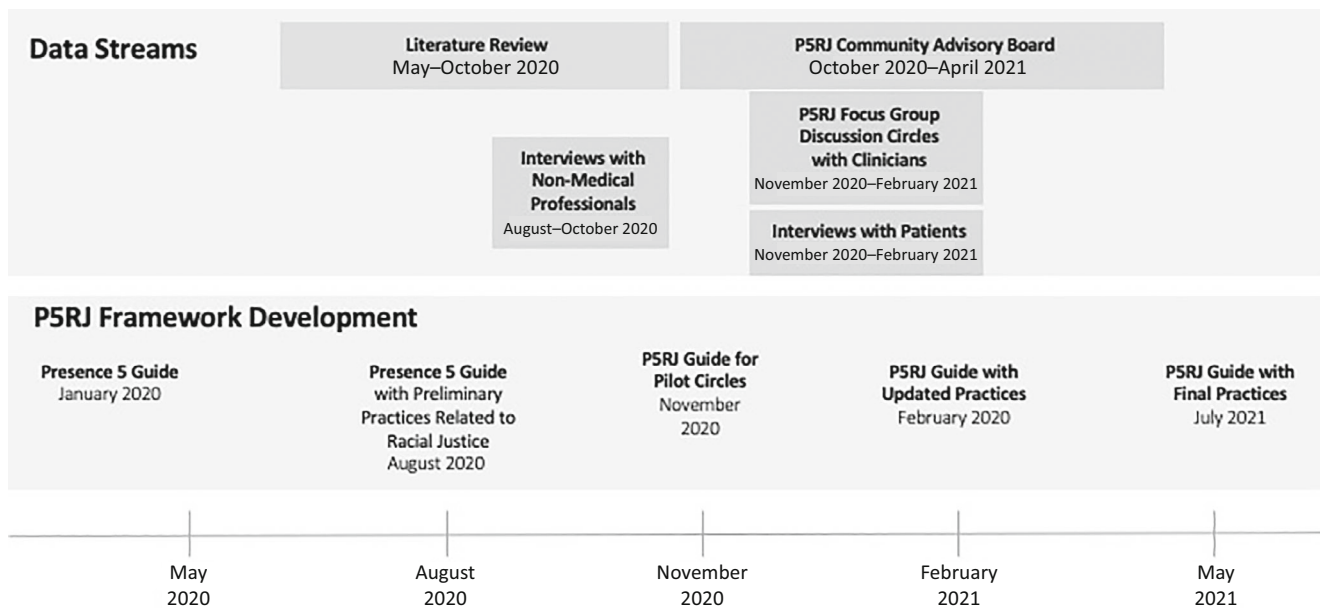 Data Streams
Literature Review
May–October 2020
P5RJ Community Advisory Board
October 2020–April 2021
Interviews with
Non-Medical
Professionals
August–October 2020
P5RJ Focus Group
Discussion Circles
with Clinicians
November 2020–February 2021
Interviews with Patients
November 2020–February 2021
P5RJ Framework Development
Presence 5 Guide
January 2020
Presence 5 Guide
with Preliminary
Practices Related to
Racial Justice
August 2020
P5RJ Guide for
Pilot Circles
November
2020
P5RJ Guide with
Updated Practices
February 2020
P5RJ Guide with
Final Practices
July 2021
May
2020
August
2020
November
2020
February
2021
May
2021